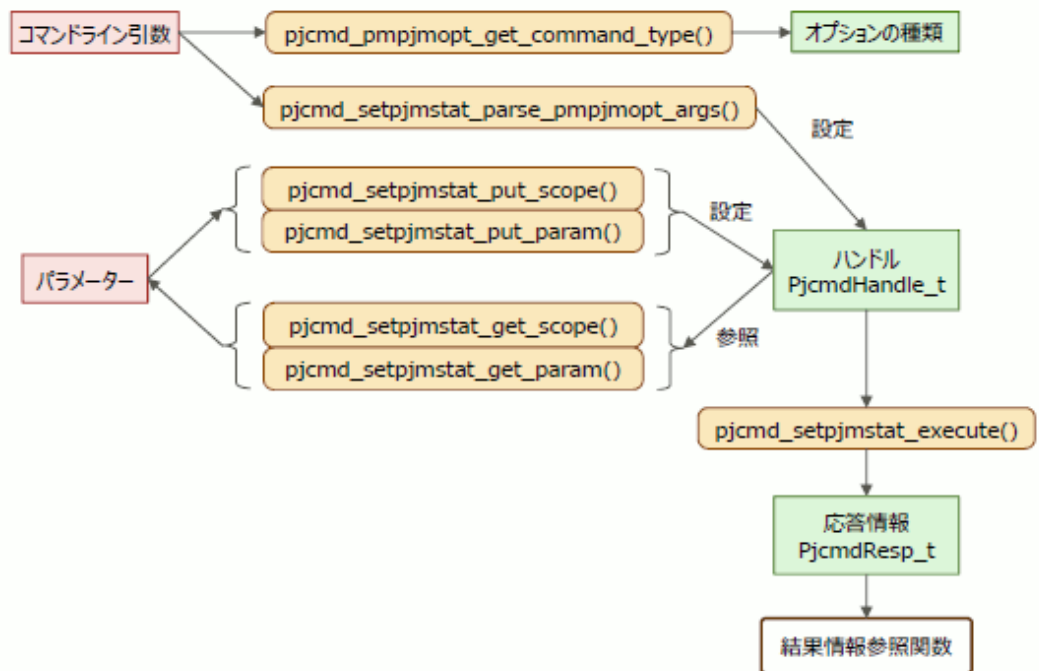 コマンドライン引数
pjcmd_pmpjmopt_get_command_type()
オプションの種類
pjcmd_setpjmstat_parse_pmpjmopt_args()
設定
pjcmd_setpjmstat_put_scope()
pjcmd_setpjmstat_put_param()
設定
ハンドル
PjcmdHandle_t
パラメーター
pjcmd_setpjmstat_get_scope()
pjcmd_setpjmstat_get_param()
参照
pjcmd_setpjmstat_execute()
応答情報
PjcmdResp_t
結果情報参照関数